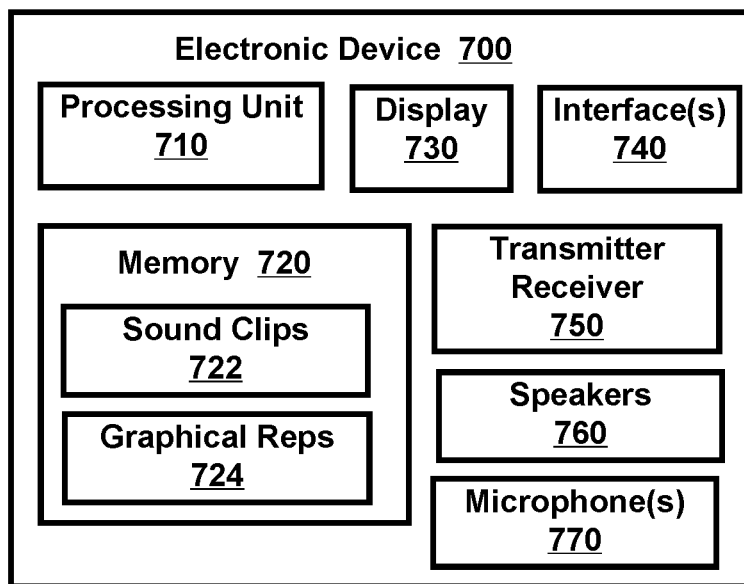 Electronic Device 700
Processing Unit
710
Display
730
Interface(s)
740
Memory 720
Sound Clips
722
Graphical Reps
724
Transmitter
Receiver
750
Speakers
760
Microphone(s)
770